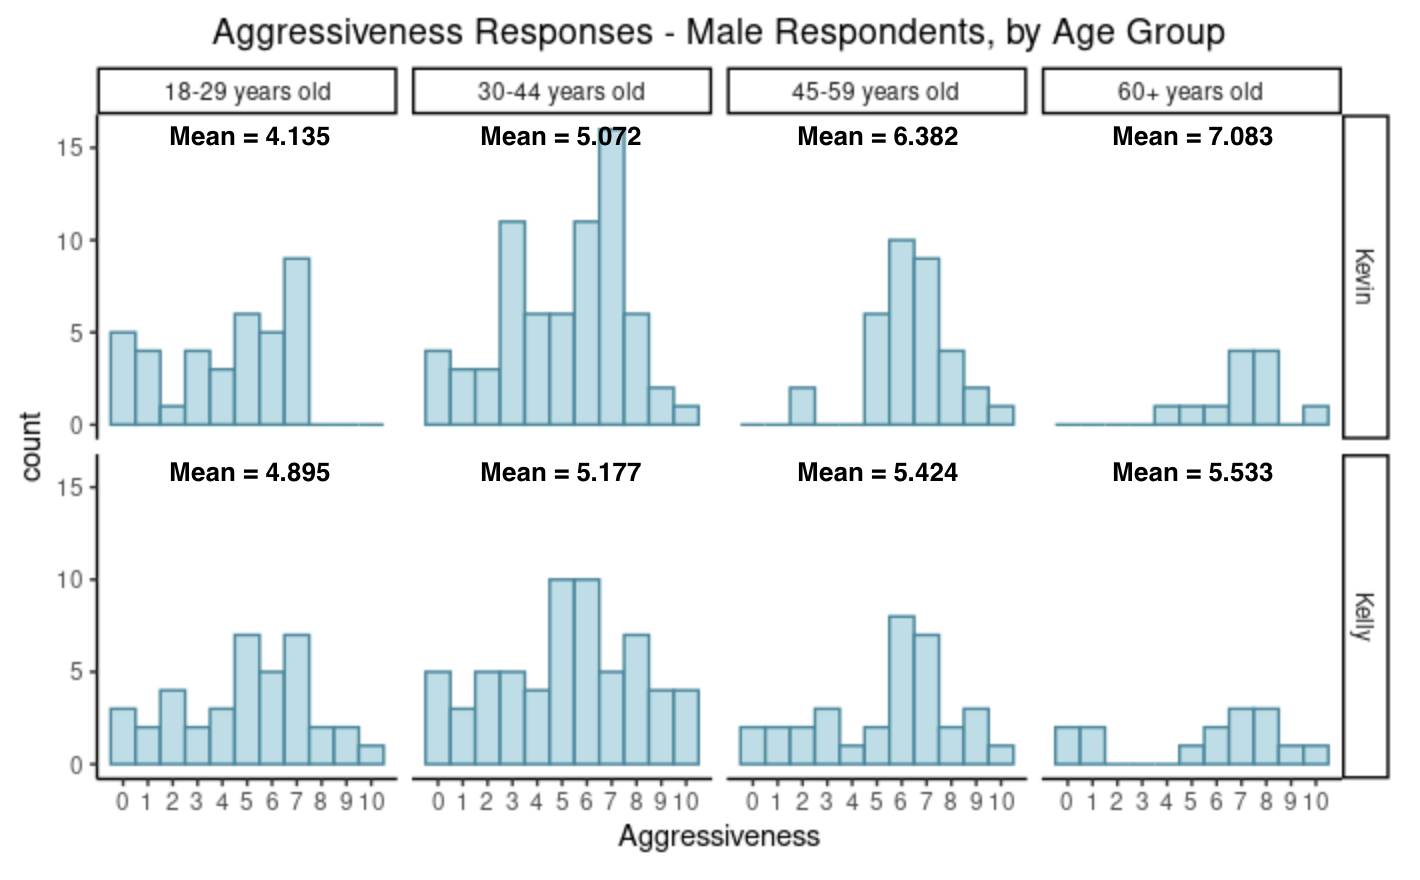 Aggressiveness Responses - Male Respondents, by Age Group
18-29 years old 30-44 years old 45-59 years old 60+ years old
Mean = 4.135 Mean = 5.072 Mean = 6.382 Mean = 7.083
15
10
5
0
Kevin
count
Mean = 4.895 Mean = 5.177 Mean = 5.424 Mean = 5.533
15
10
5
0
Kelly
0 1 2 3 4 5 6 7 8 9 10 0 1 2 3 4 5 6 7 8 9 10 0 1 2 3 4 5 6 7 8 9 10 0 1 2 3 4 5 6 7 8 9 10
Aggressiveness